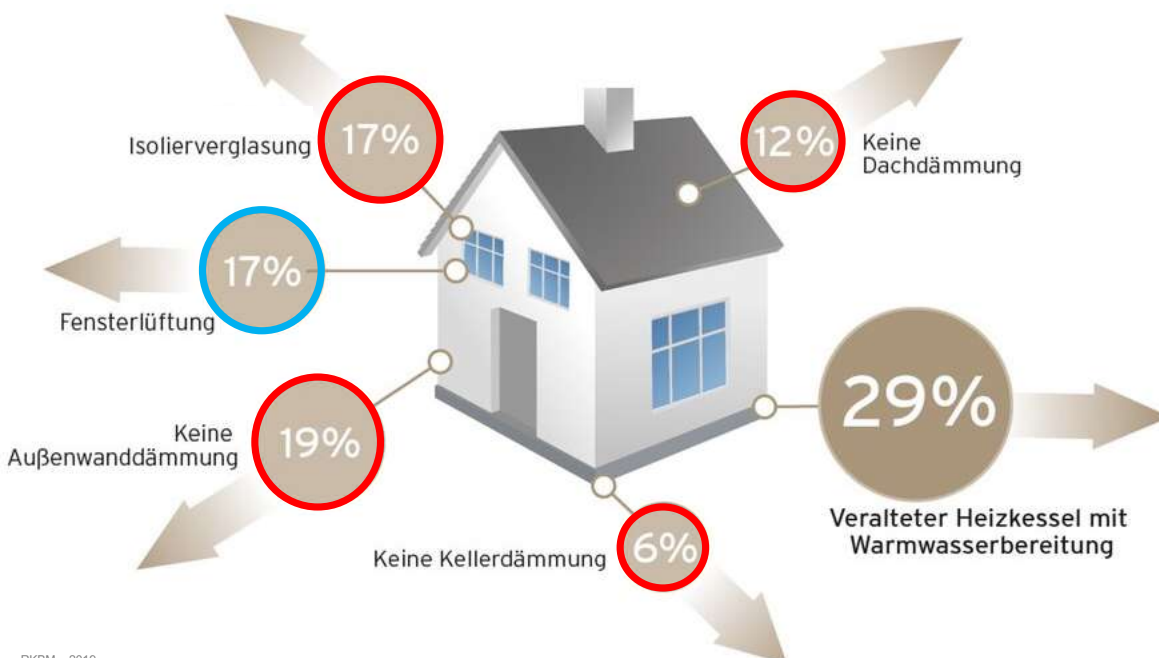 17%
Isolierverglasung
12%
Keine
Dachdämmung
17%
Fensterlüftung
19%
Keine
Außenwanddämmung
29%
Veralteter Heizkessel mit
Warmwasserbereitung
6%
Keine Kellerdämmung